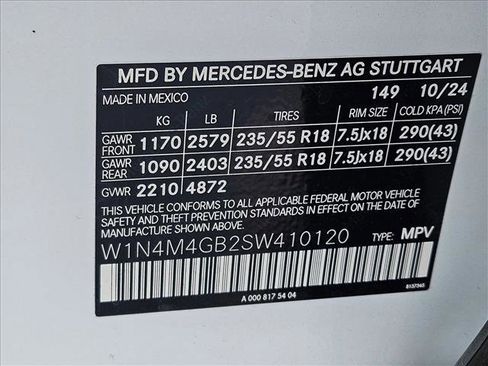 MFD BY MERCEDES-BENZ AG STUTTGART
MADE IN MEXICO 149 10/24
KG LB TIRES RIM SIZE COLD KPA(PSI)
GAWR FRONT 1170 2579 235/55 R18 7.5Jx18 290(43)
GAWR REAR 1090 2403 235/55 R18 7.5Jx18 290(43)
GVWR 2210 4872
THIS VEHICLE CONFORMS TO ALL APPLICABLE FEDERAL MOTOR VEHICLE
SAFETY AND THEFT PREVENTION STANDARDS IN EFFECT ON THE DATE OF
MANUFACTURE SHOWN ABOVE.
W1N4M4GB2SW410120 TYPE: MPV
A 000 817 54 04